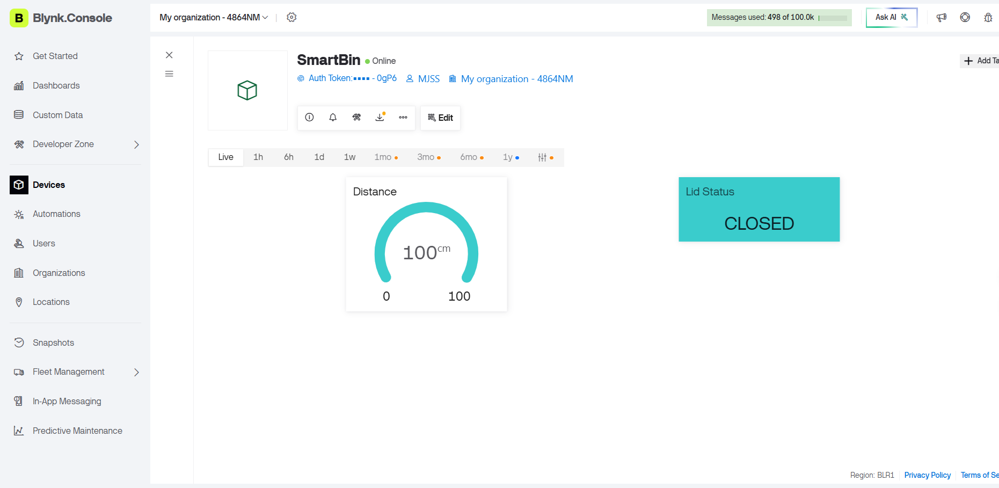 B Blynk.Console
My organization - 4864NM
Messages used: 498 of 100.0k
Ask AI
Get Started
Dashboards
Custom Data
Developer Zone
Devices
Automations
Users
Organizations
Locations
Snapshots
Fleet Management
In-App Messaging
Predictive Maintenance
SmartBin Online
Add Ta
Auth Token:▪▪▪▪ - 0gP6 MJSS My organization - 4864NM
Edit
Live 1h 6h 1d 1w 1mo 3mo 6mo 1y
Distance
100cm
0 100
Lid Status
CLOSED
Region: BLR1 Privacy Policy Terms of Se